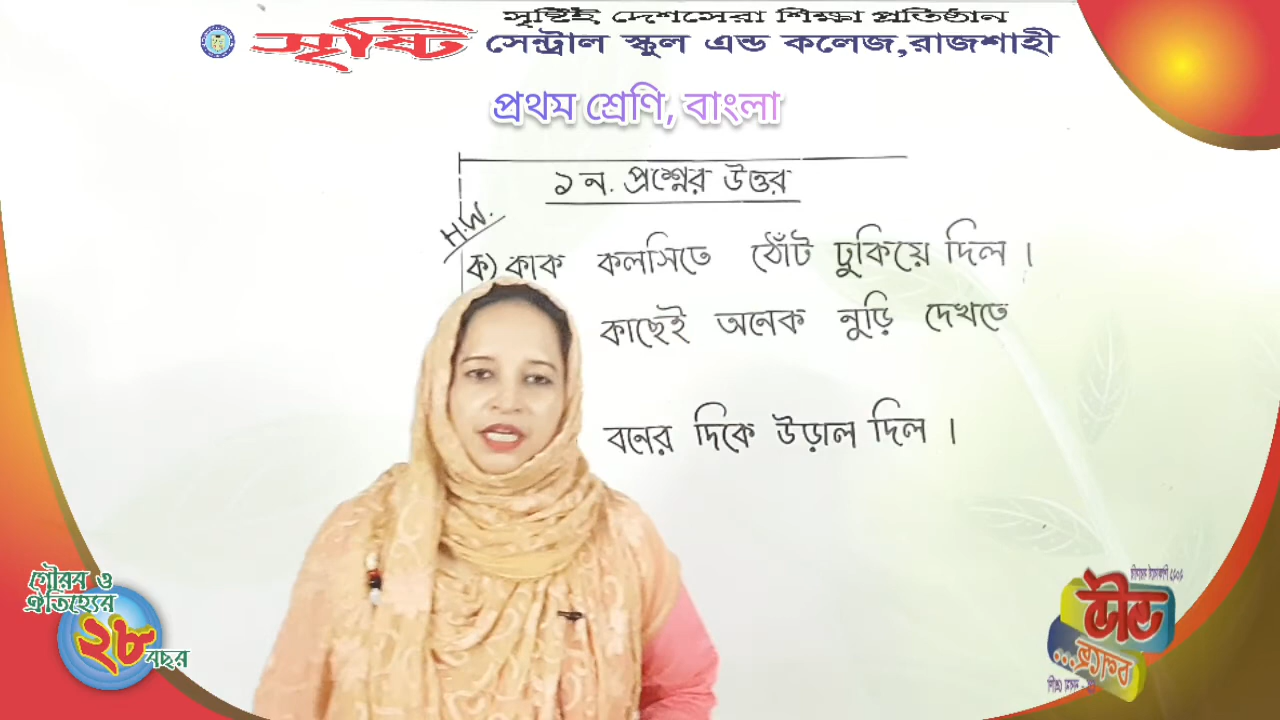 সৃষ্টিই দেশসেরা শিক্ষা প্রতিষ্ঠান
সৃষ্টি সেন্ট্রাল স্কুল এন্ড কলেজ,রাজশাহী
প্রথম শ্রেণি, বাংলা
১ ন. প্রশ্নের উত্তর
H.W.
ক) কাক কলসিতে ঠোঁট ঢুকিয়ে দিল।
কাছেই অনেক নুড়ি দেখতে
বনের দিকে উড়াল দিল।
গৌরব ও
ঐতিহ্যের
২৮ বছর